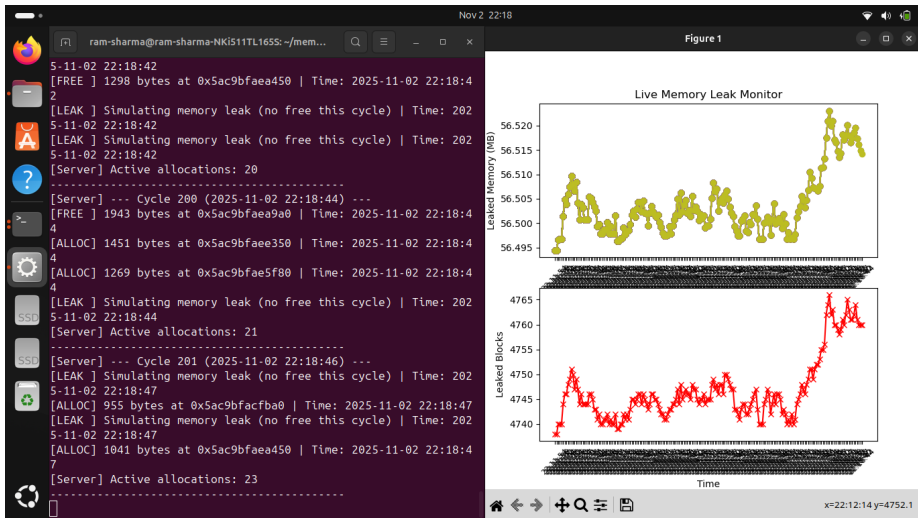 Nov 2 22:18
ram-sharma@ram-sharma-NKi511TL165S: ~/mem...
5-11-02 22:18:42
[FREE ] 1298 bytes at 0x5ac9bfaea450 | Time: 2025-11-02 22:18:4
2
[LEAK ] Simulating memory leak (no free this cycle) | Time: 202
5-11-02 22:18:42
[LEAK ] Simulating memory leak (no free this cycle) | Time: 202
5-11-02 22:18:42
[Server] Active allocations: 20
--------------------------------------------
[Server] --- Cycle 200 (2025-11-02 22:18:44) ---
[FREE ] 1943 bytes at 0x5ac9bfaea9a0 | Time: 2025-11-02 22:18:4
4
[ALLOC] 1451 bytes at 0x5ac9bfaee350 | Time: 2025-11-02 22:18:4
4
[ALLOC] 1269 bytes at 0x5ac9bfae5f80 | Time: 2025-11-02 22:18:4
4
[LEAK ] Simulating memory leak (no free this cycle) | Time: 202
5-11-02 22:18:44
[Server] Active allocations: 21
--------------------------------------------
[Server] --- Cycle 201 (2025-11-02 22:18:46) ---
[LEAK ] Simulating memory leak (no free this cycle) | Time: 202
5-11-02 22:18:47
[ALLOC] 955 bytes at 0x5ac9bfacfba0 | Time: 2025-11-02 22:18:47
[LEAK ] Simulating memory leak (no free this cycle) | Time: 202
5-11-02 22:18:47
[ALLOC] 1041 bytes at 0x5ac9bfaea450 | Time: 2025-11-02 22:18:4
7
[Server] Active allocations: 23
--------------------------------------------
SSD
SSD
Figure 1
Live Memory Leak Monitor
Leaked Memory (MB)
56.520
56.515
56.510
56.505
56.500
56.495
Leaked Blocks
4765
4760
4755
4750
4745
4740
Time
x=22:12:14 y=4752.1